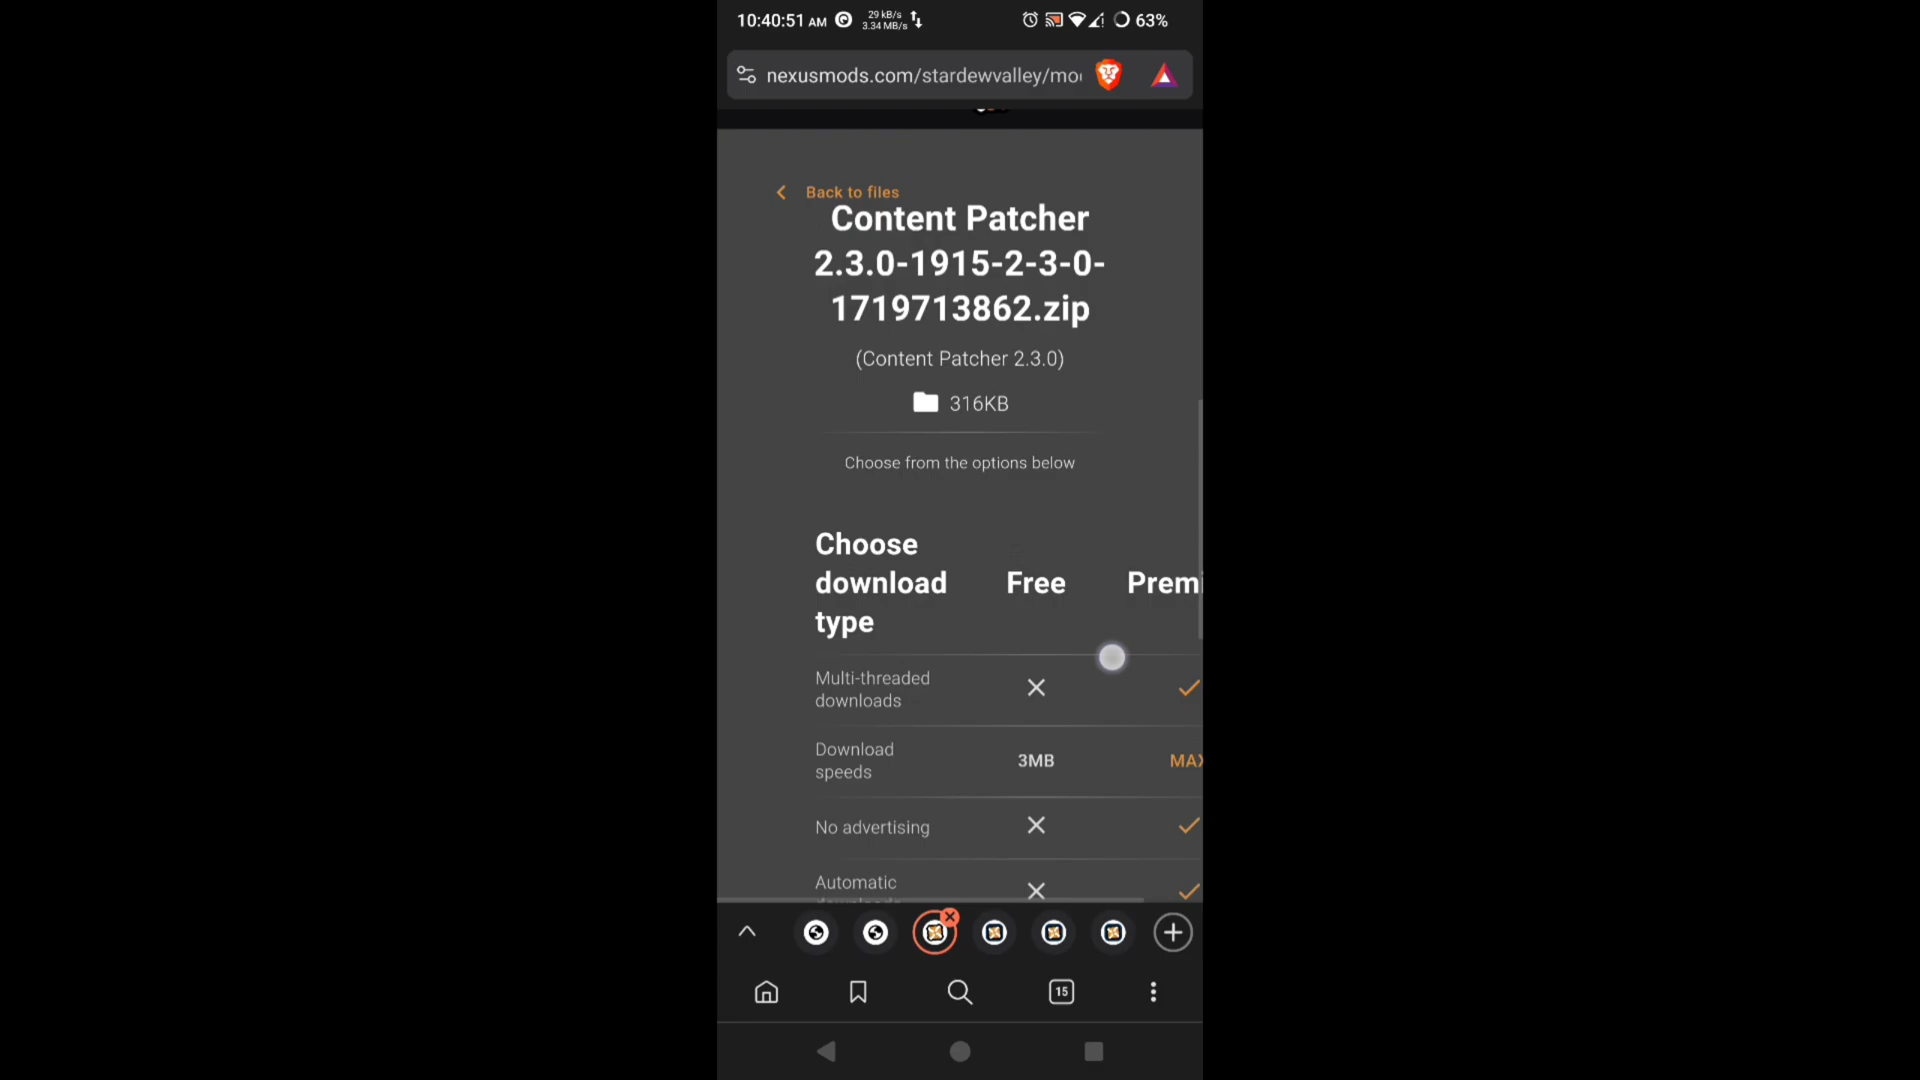 10:40:51 AM 29 kB/s 3.34 MB/s 63%
nexusmods.com/stardewvalley/mo
Back to files
Content Patcher
2.3.0-1915-2-3-0-
1719713862.zip
(Content Patcher 2.3.0)
316KB
Choose from the options below
Choose
download
type
Free
Premi
Multi-threaded
downloads
Download
speeds
3MB
MAX
No advertising
Automatic
15